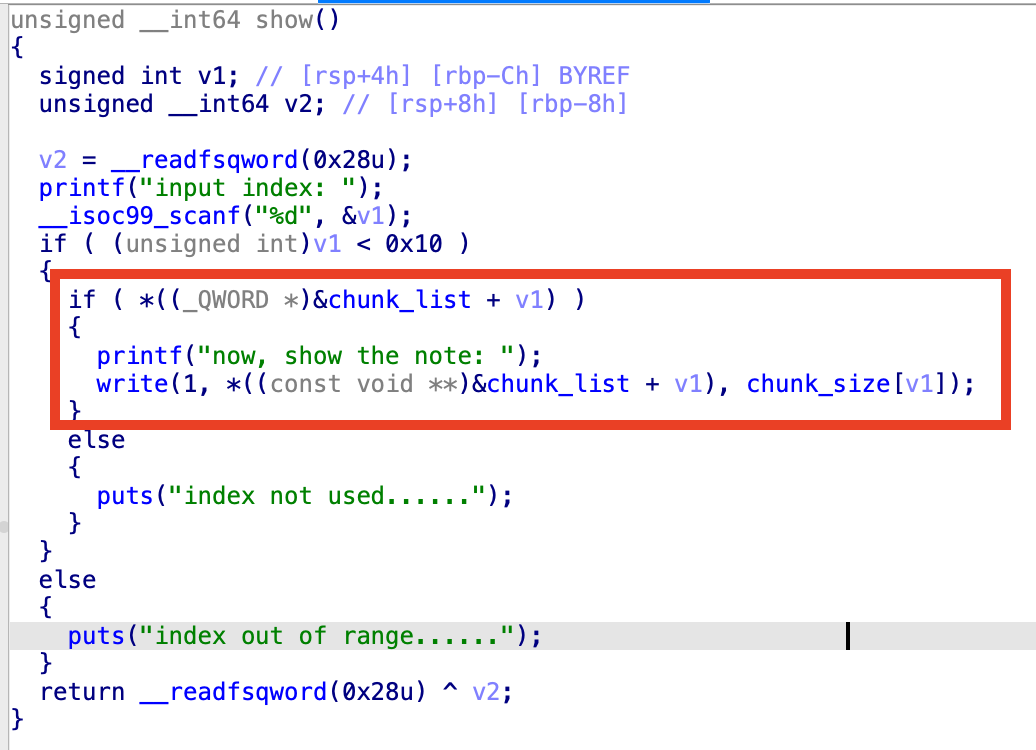 unsigned __int64 show()
{
  signed int v1; // [rsp+4h] [rbp-Ch] BYREF
  unsigned __int64 v2; // [rsp+8h] [rbp-8h]

  v2 = __readfsqword(0x28u);
  printf("input index: ");
  __isoc99_scanf("%d", &v1);
  if ( (unsigned int)v1 < 0x10 )
  {
    if ( *((_QWORD *)&chunk_list + v1) )
    {
      printf("now, show the note: ");
      write(1, *((const void **)&chunk_list + v1), chunk_size[v1]);
    }
    else
    {
      puts("index not used......");
    }
  }
  else
  {
    puts("index out of range......");
  }
  return __readfsqword(0x28u) ^ v2;
}